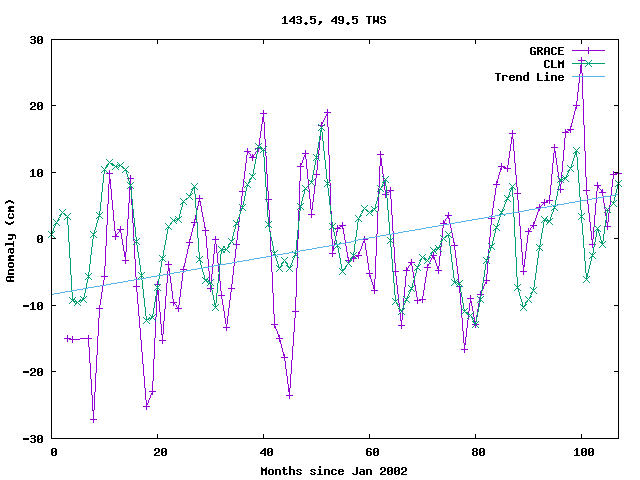 143.5, 49.5 TWS
GRACE
CLM
Trend Line
30
20
10
0
-10
-20
-30
Anomaly (cm)
0 20 40 60 80 100
Months since Jan 2002